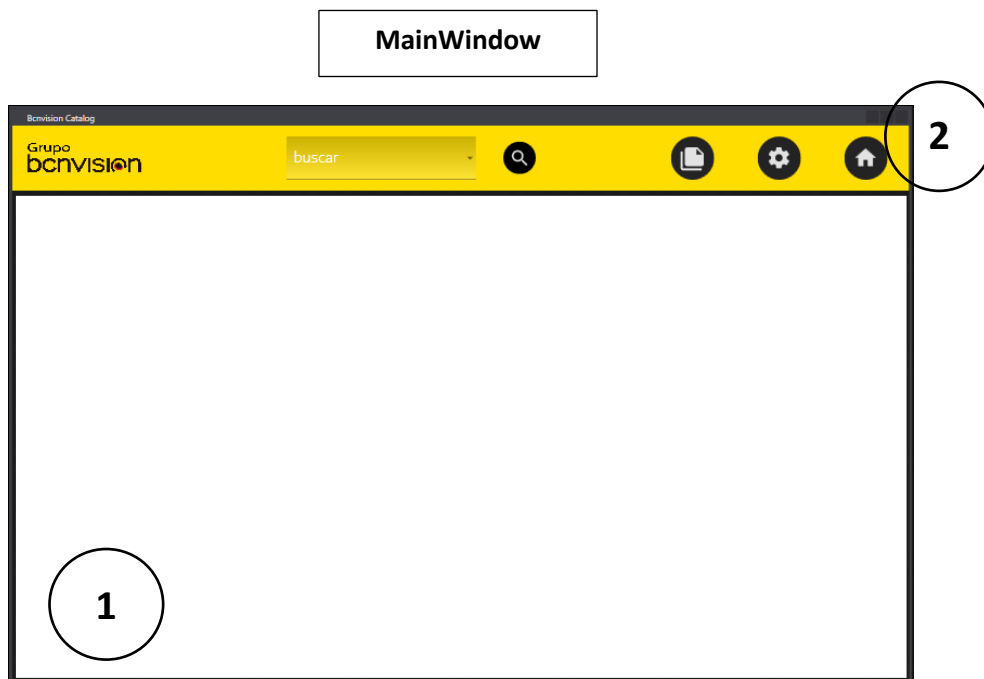 MainWindow
Bcnvision Catalog
2
Grupo
bcnvision
buscar
1